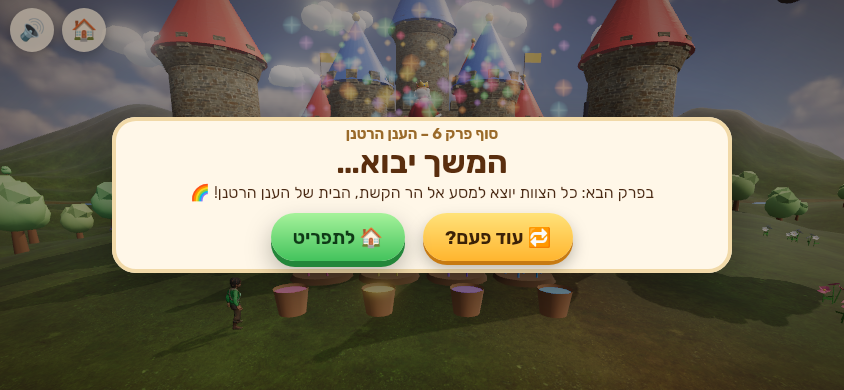 סוף פרק 6 – הענן הרטנן
המשך יבוא...
בפרק הבא: כל הצוות יוצא למסע אל הר הקשת, הבית של הענן הרטנן! 🌈
🔁 עוד פעם?
🏠 לתפריט